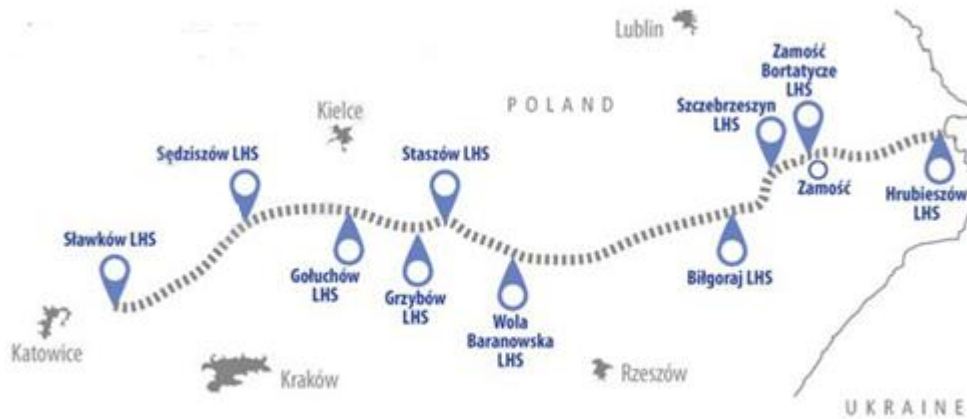 Lublin
Zamość
Bortatycze
LHS
POLAND
Szczebrzeszyn
LHS
Kielce
Sędziszów LHS
Staszów LHS
Zamość
Hrubieszów
LHS
Sławków LHS
Gołuchów
LHS
Grzybów
LHS
Biłgoraj LHS
Wola
Baranowska
LHS
Katowice
Kraków
Rzeszów
UKRAINE